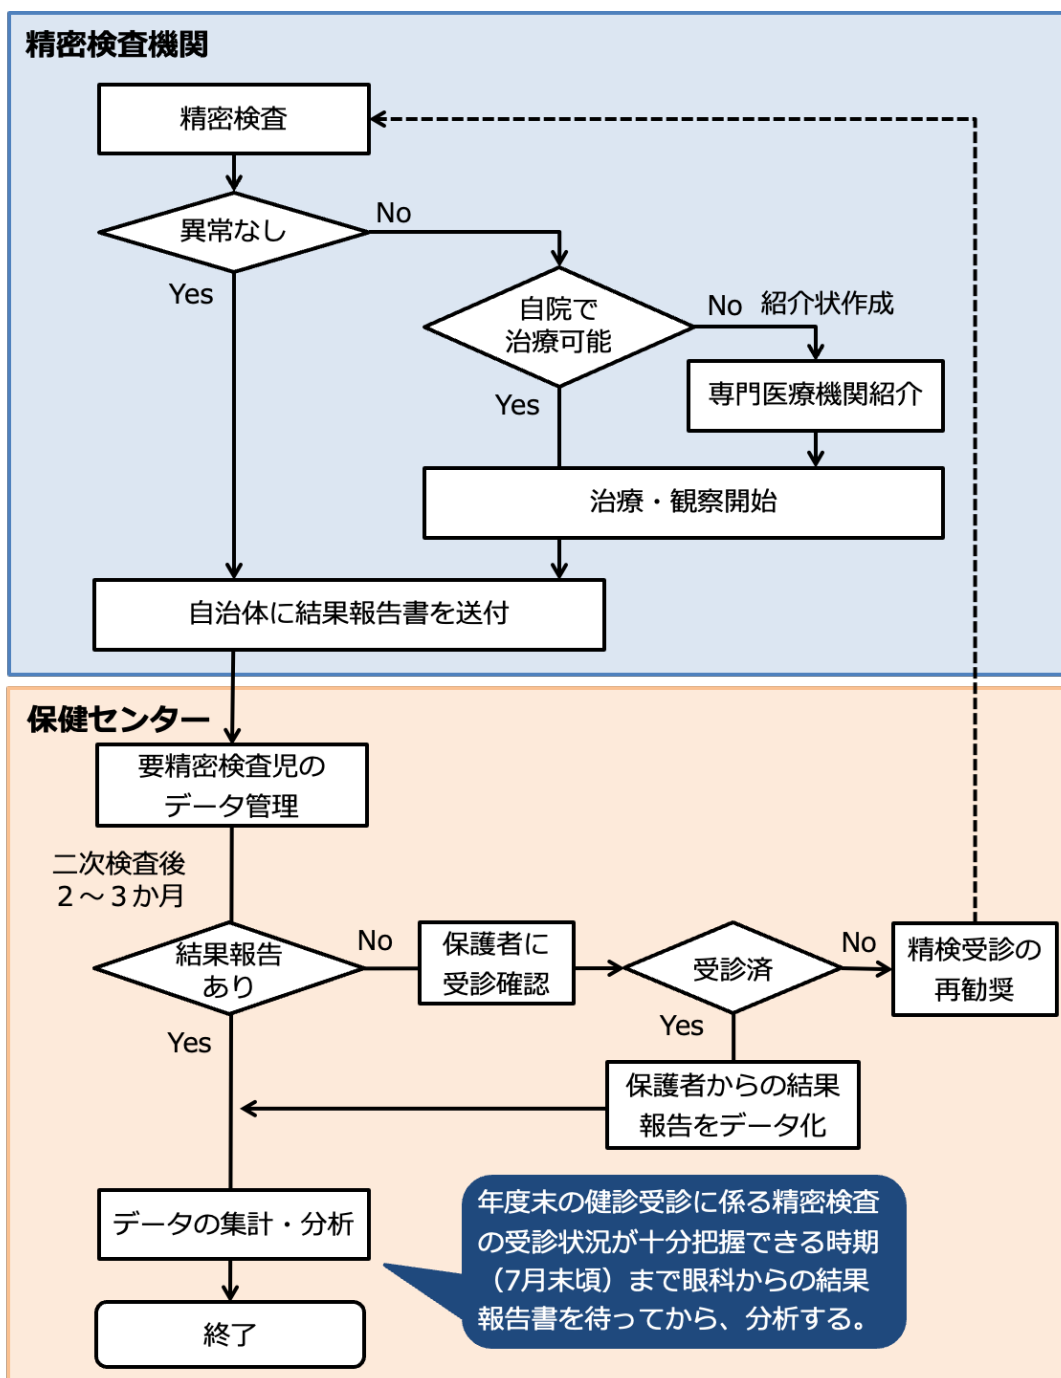 精密検査機関
精密検査
異常なし
No
Yes
自院で
治療可能
No 紹介状作成
Yes
専門医療機関紹介
治療・観察開始
自治体に結果報告書を送付
保健センター
要精密検査児の
データ管理
二次検査後
2～3か月
結果報告
あり
No
Yes
保護者に
受診確認
受診済
No
Yes
精検受診の
再勧奨
保護者からの結果
報告をデータ化
データの集計・分析
年度末の健診受診に係る精密検査
の受診状況が十分把握できる時期
（7月末頃）まで眼科からの結果
報告書を待ってから、分析する。
終了